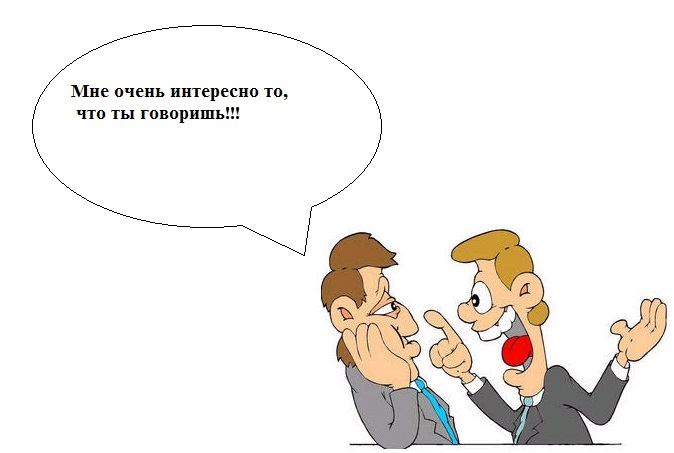 Мне очень интересно то,
что ты говоришь!!!